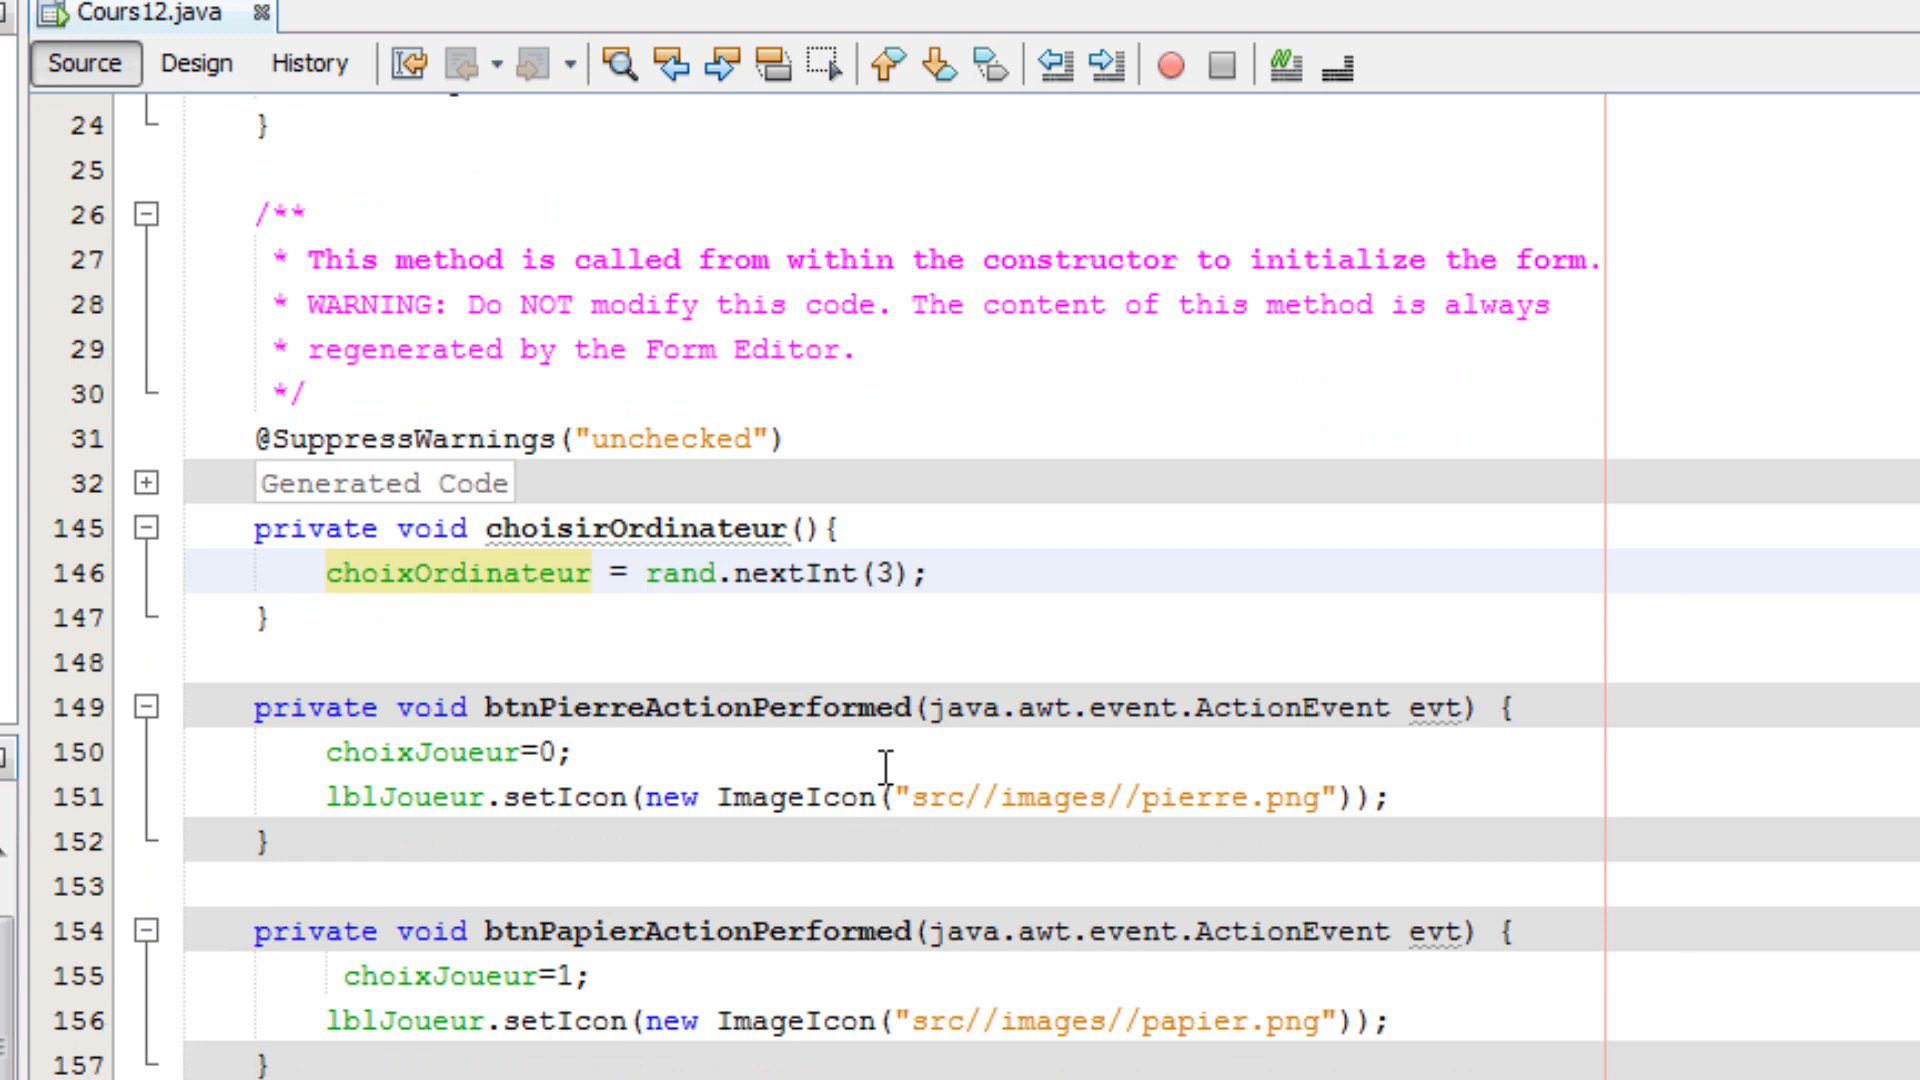 Cours12.java
Source Design History
24 }
25
26 /**
27 * This method is called from within the constructor to initialize the form.
28 * WARNING: Do NOT modify this code. The content of this method is always
29 * regenerated by the Form Editor.
30 */
31 @SuppressWarnings("unchecked")
32 Generated Code
145 private void choisirOrdinateur(){
146 choixOrdinateur = rand.nextInt(3);
147 }
148
149 private void btnPierreActionPerformed(java.awt.event.ActionEvent evt) {
150 choixJoueur=0;
151 lblJoueur.setIcon(new ImageIcon("src//images//pierre.png"));
152 }
153
154 private void btnPapierActionPerformed(java.awt.event.ActionEvent evt) {
155 choixJoueur=1;
156 lblJoueur.setIcon(new ImageIcon("src//images//papier.png"));
157 }